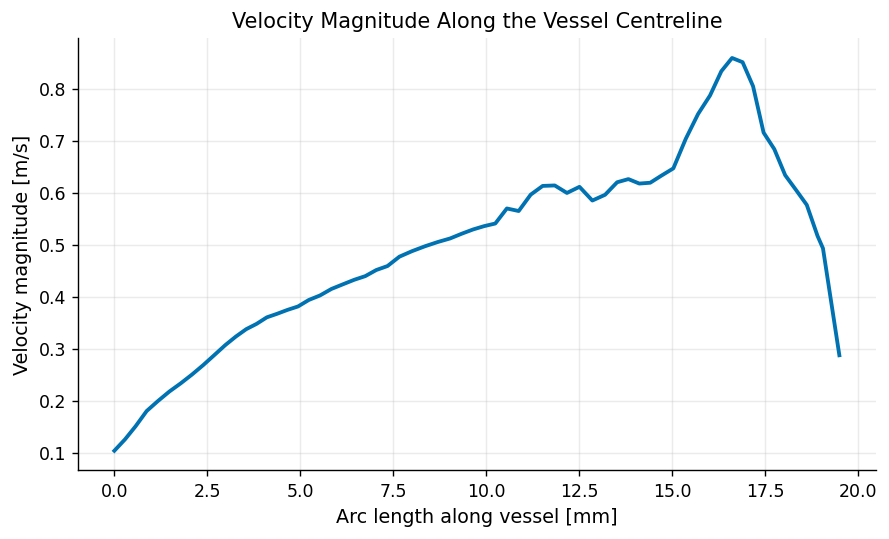 Velocity Magnitude Along the Vessel Centreline
Velocity magnitude [m/s]
0.8
0.7
0.6
0.5
0.4
0.3
0.2
0.1
0.0 2.5 5.0 7.5 10.0 12.5 15.0 17.5 20.0
Arc length along vessel [mm]